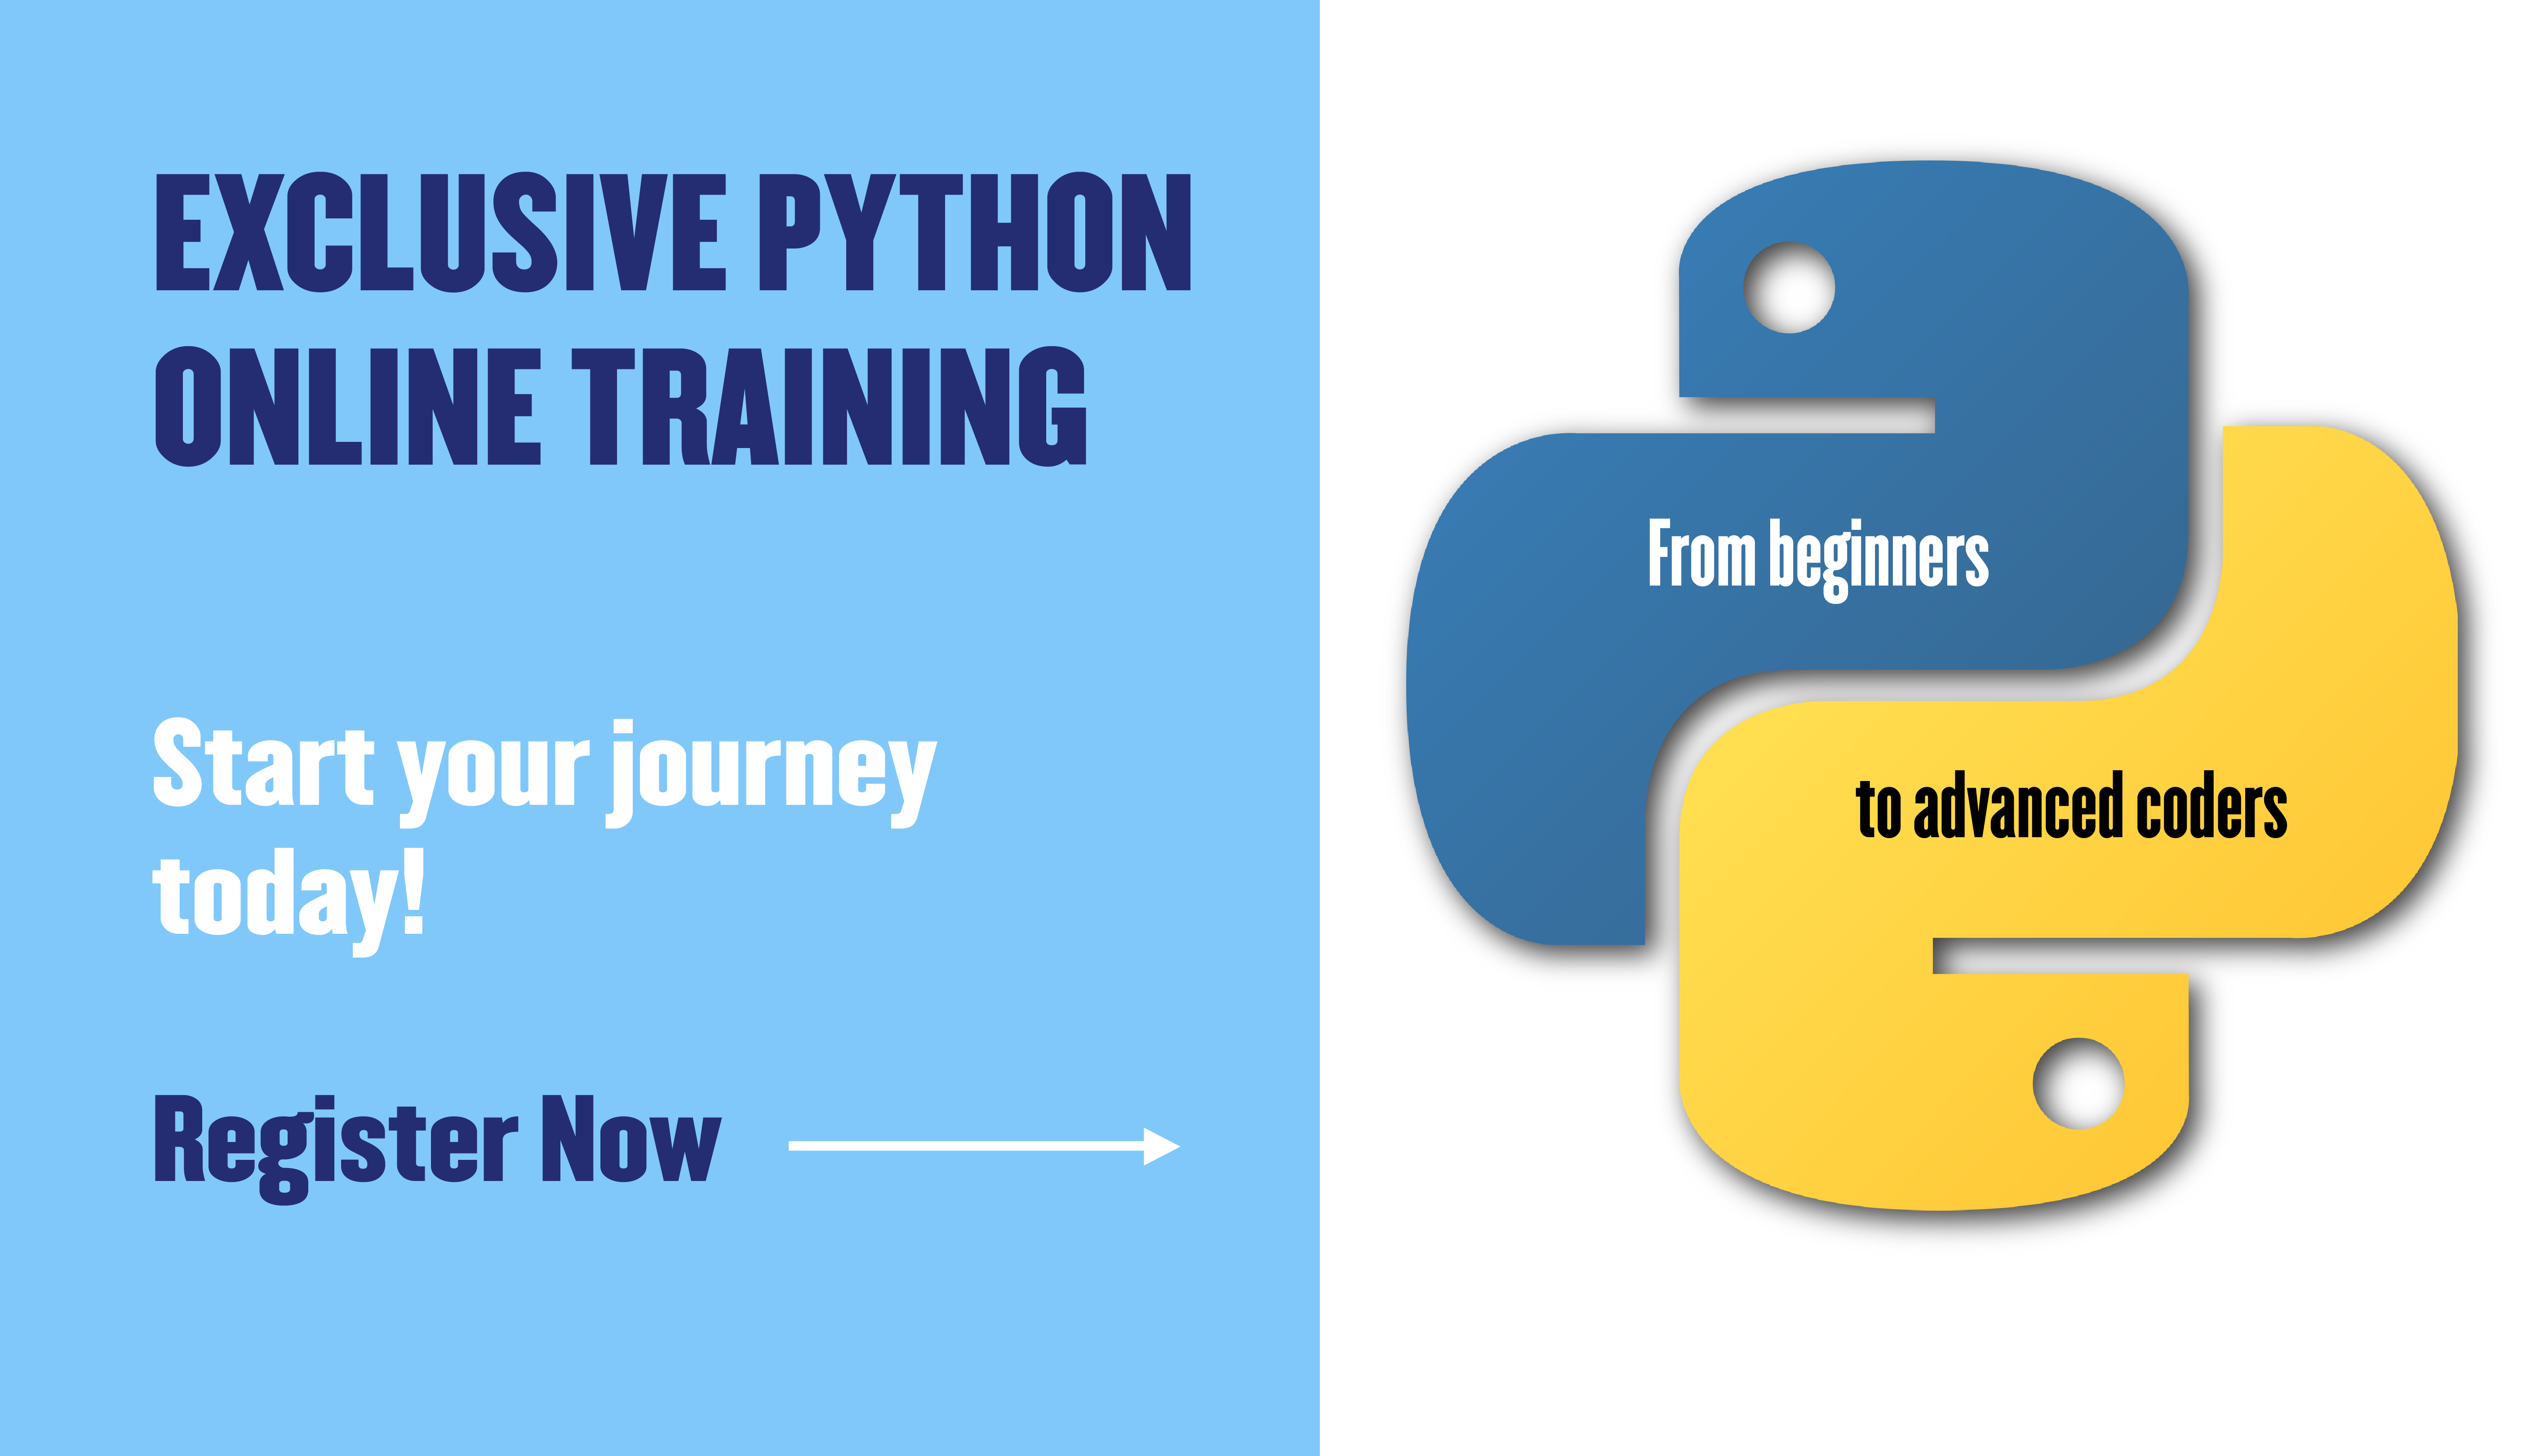 EXCLUSIVE PYTHON
ONLINE TRAINING
Start your journey
today!
Register Now
From beginners
to advanced coders